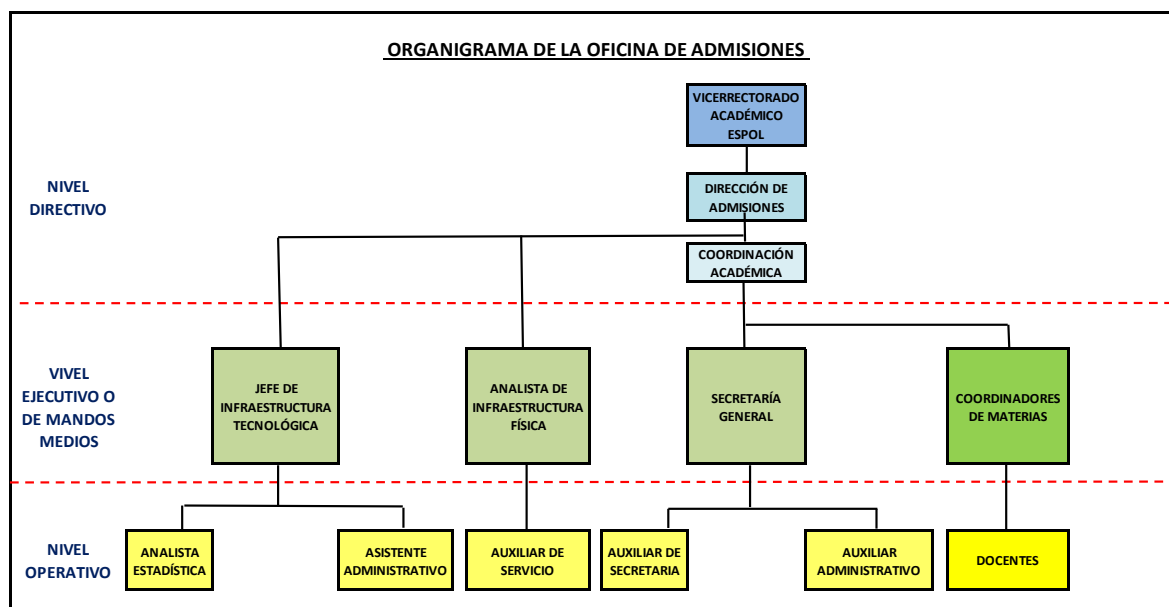 ORGANIGRAMA DE LA OFICINA DE ADMISIONES
VICERRECTORADO
ACADÉMICO
ESPOL
NIVEL
DIRECTIVO
DIRECCIÓN DE
ADMISIONES
COORDINACIÓN
ACADÉMICA
VIVEL
EJECUTIVO O
DE MANDOS
MEDIOS
JEFE DE
INFRAESTRUCTURA
TECNOLÓGICA
ANALISTA DE
INFRAESTRUCTURA
FÍSICA
SECRETARÍA
GENERAL
COORDINADORES
DE MATERIAS
NIVEL
OPERATIVO
ANALISTA
ESTADÍSTICA
ASISTENTE
ADMINISTRATIVO
AUXILIAR DE
SERVICIO
AUXILIAR DE
SECRETARIA
AUXILIAR
ADMINISTRATIVO
DOCENTES